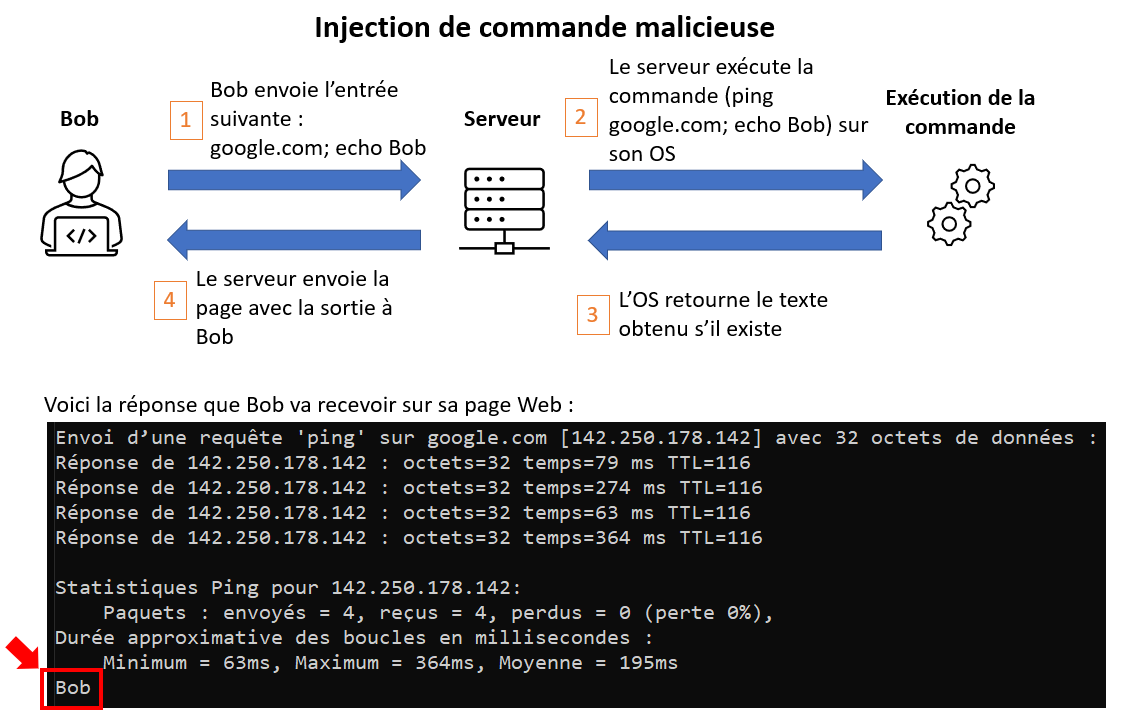 Injection de commande malicieuse
Bob
1
Bob envoie l’entrée
suivante :
google.com; echo Bob
Serveur
2
Le serveur exécute la
commande (ping
google.com; echo Bob) sur
son OS
Exécution de la
commande
</>
4
Le serveur envoie la
page avec la sortie à
Bob
3
L’OS retourne le texte
obtenu s’il existe
Voici la réponse que Bob va recevoir sur sa page Web :
Envoi d’une requête 'ping' sur google.com [142.250.178.142] avec 32 octets de données :
Réponse de 142.250.178.142 : octets=32 temps=79 ms TTL=116
Réponse de 142.250.178.142 : octets=32 temps=274 ms TTL=116
Réponse de 142.250.178.142 : octets=32 temps=63 ms TTL=116
Réponse de 142.250.178.142 : octets=32 temps=364 ms TTL=116
Statistiques Ping pour 142.250.178.142:
Paquets : envoyés = 4, reçus = 4, perdus = 0 (perte 0%),
Durée approximative des boucles en millisecondes :
Minimum = 63ms, Maximum = 364ms, Moyenne = 195ms
Bob